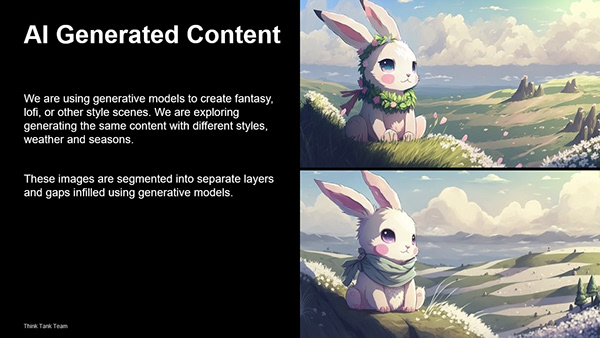 AI Generated Content
We are using generative models to create fantasy,
lofi, or other style scenes. We are exploring
generating the same content with different styles,
weather and seasons.
These images are segmented into separate layers
and gaps infilled using generative models.
Think Tank Team